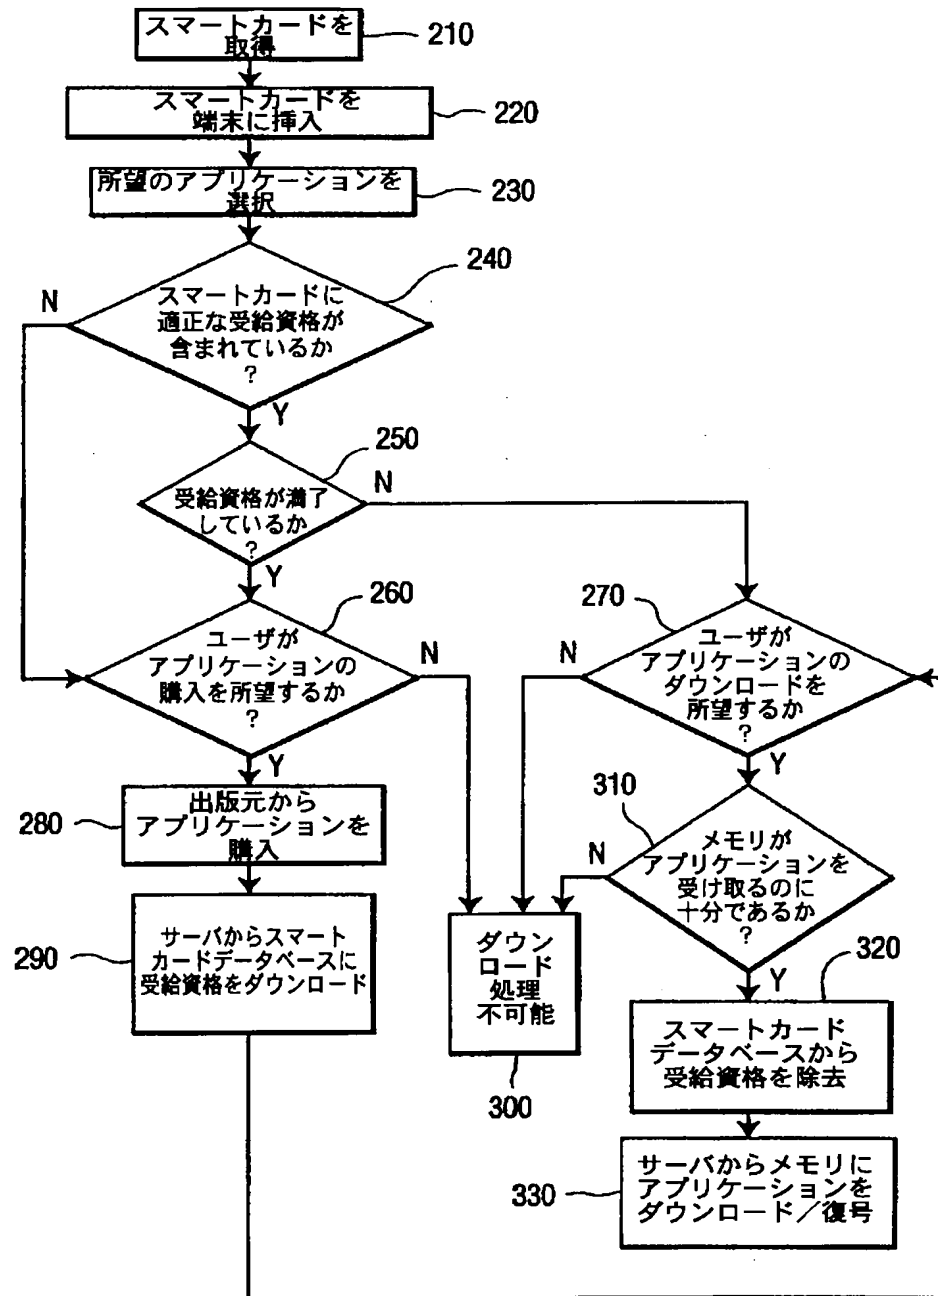 スマートカードを
取得
210
スマートカードを
端末に挿入
220
所望のアプリケーションを
選択
230
240
N
スマートカードに
適正な受給資格が
含まれているか
?
Y
250
N
受給資格が満了
しているか
?
Y
260
ユーザが
アプリケーションの
購入を所望するか
?
N
Y
270
N
ユーザが
アプリケーションの
ダウンロードを
所望するか
?
Y
280
出版元から
アプリケーションを
購入
310
N
メモリが
アプリケーションを
受け取るのに
十分であるか
?
Y
290
サーバからスマート
カードデータベースに
受給資格をダウンロード
ダウン
ロード
処理
不可能
300
320
スマートカード
データベースから
受給資格を除去
330
サーバからメモリに
アプリケーションを
ダウンロード/復号